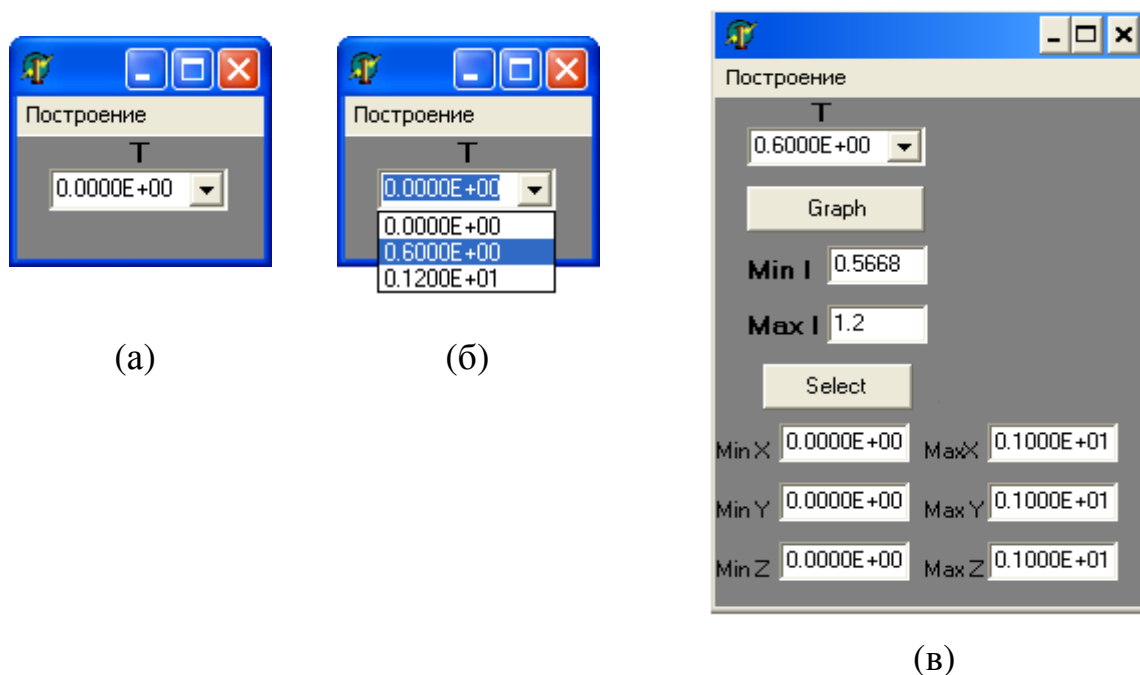 Построение
T
0.0000E+00
(а)
Построение
T
0.0000E+00
0.0000E+00
0.6000E+00
0.1200E+01
(б)
Построение
T
0.6000E+00
Graph
Min I 0.5668
Max I 1.2
Select
Min X 0.0000E+00 MaxX 0.1000E+01
Min Y 0.0000E+00 Max Y 0.1000E+01
Min Z 0.0000E+00 Max Z 0.1000E+01
(в)